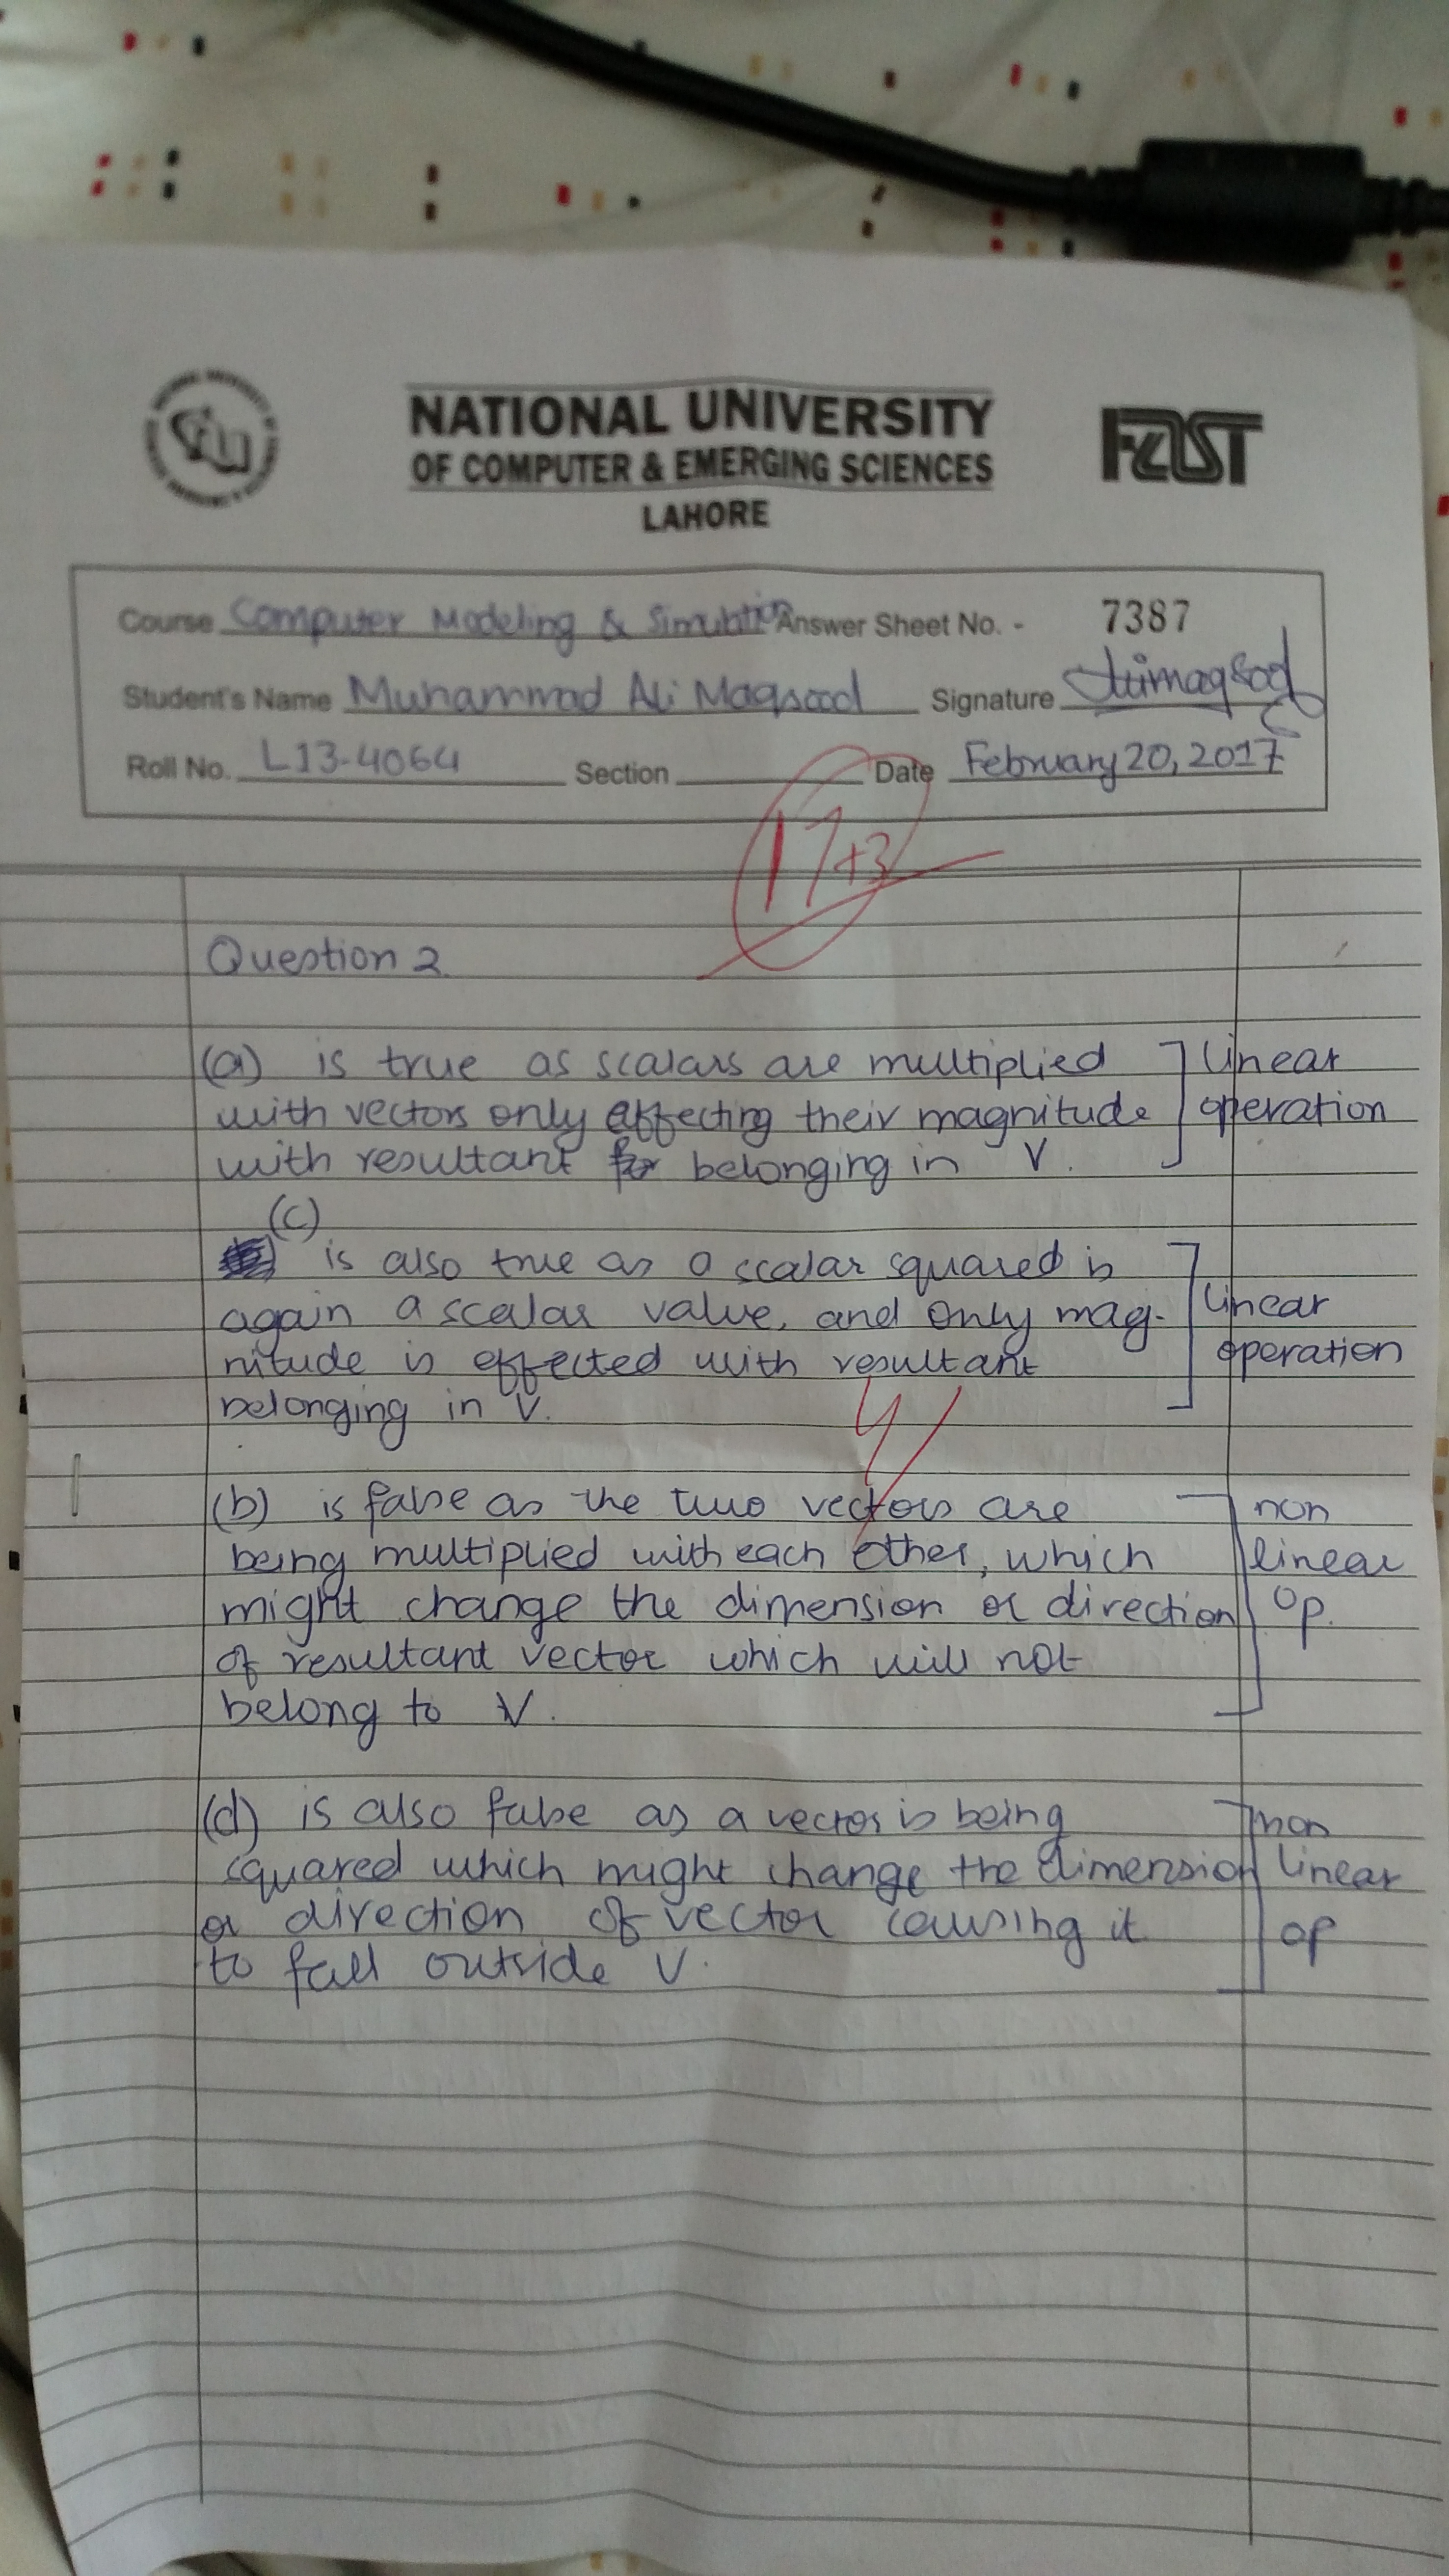 NATIONAL UNIVERSITY
OF COMPUTER & EMERGING SCIENCES
LAHORE
FAST
Course Computer Modeling & Simulation Answer Sheet No. - 7387
Student's Name Muhammad Ali Maqsood Signature Alimaqsood
Roll No. L13-4064 Section Date February 20, 2017
17+3
Question 2
(a) is true as scalars are multiplied linear
with vectors only affecting their magnitude operation
with resultant belonging in V.
(c)
is also true as a scalar squared is
again a scalar value, and only mag- linear
nitude is effected with resultant operation
belonging in V.
4
(b) is false as the two vectors are non
being multiplied with each other, which linear
might change the dimension or direction op.
of resultant vector which will not
belong to V.
(d) is also false as a vector is being non
squared which might change the dimension linear
or direction of vector causing it op
to fall outside V.